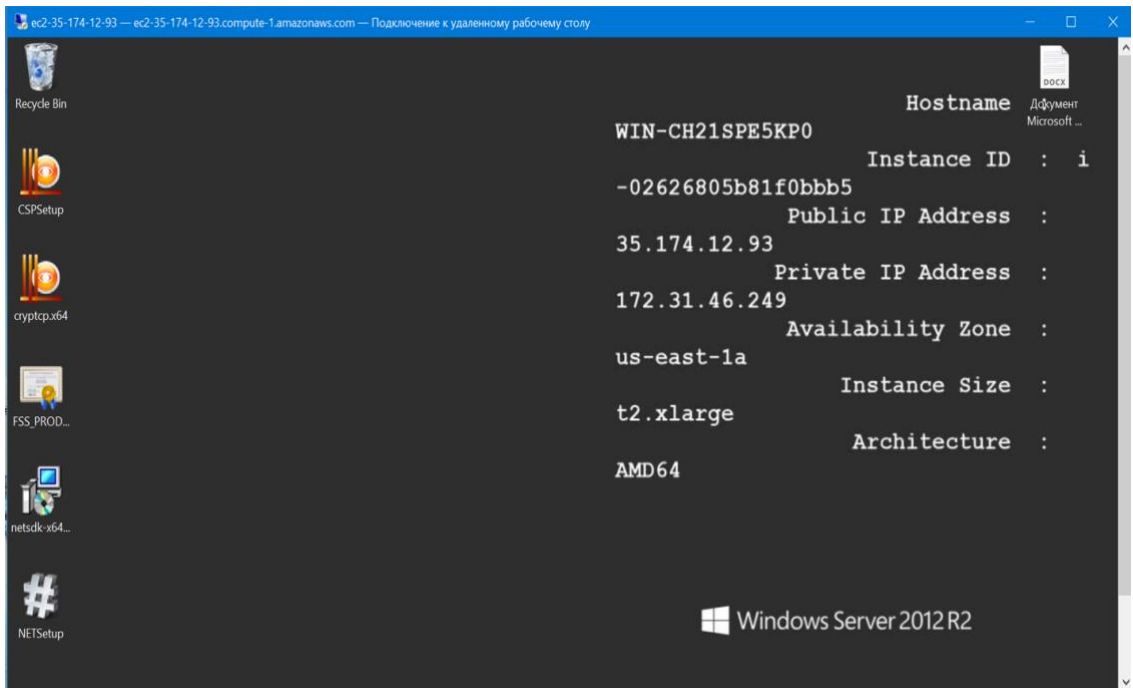 ec2-35-174-12-93 — ec2-35-174-12-93.compute-1.amazonaws.com — Подключение к удаленному рабочему столу
Recycle Bin
CSPSetup
cryptcp.x64
FSS_PROD...
netsdk-x64...
NETSetup
DOCX
Документ
Microsoft ...
Hostname
WIN-CH21SPE5KP0
Instance ID : i
-02626805b81f0bbb5
Public IP Address :
35.174.12.93
Private IP Address :
172.31.46.249
Availability Zone :
us-east-1a
Instance Size :
t2.xlarge
Architecture :
AMD64
Windows Server 2012 R2